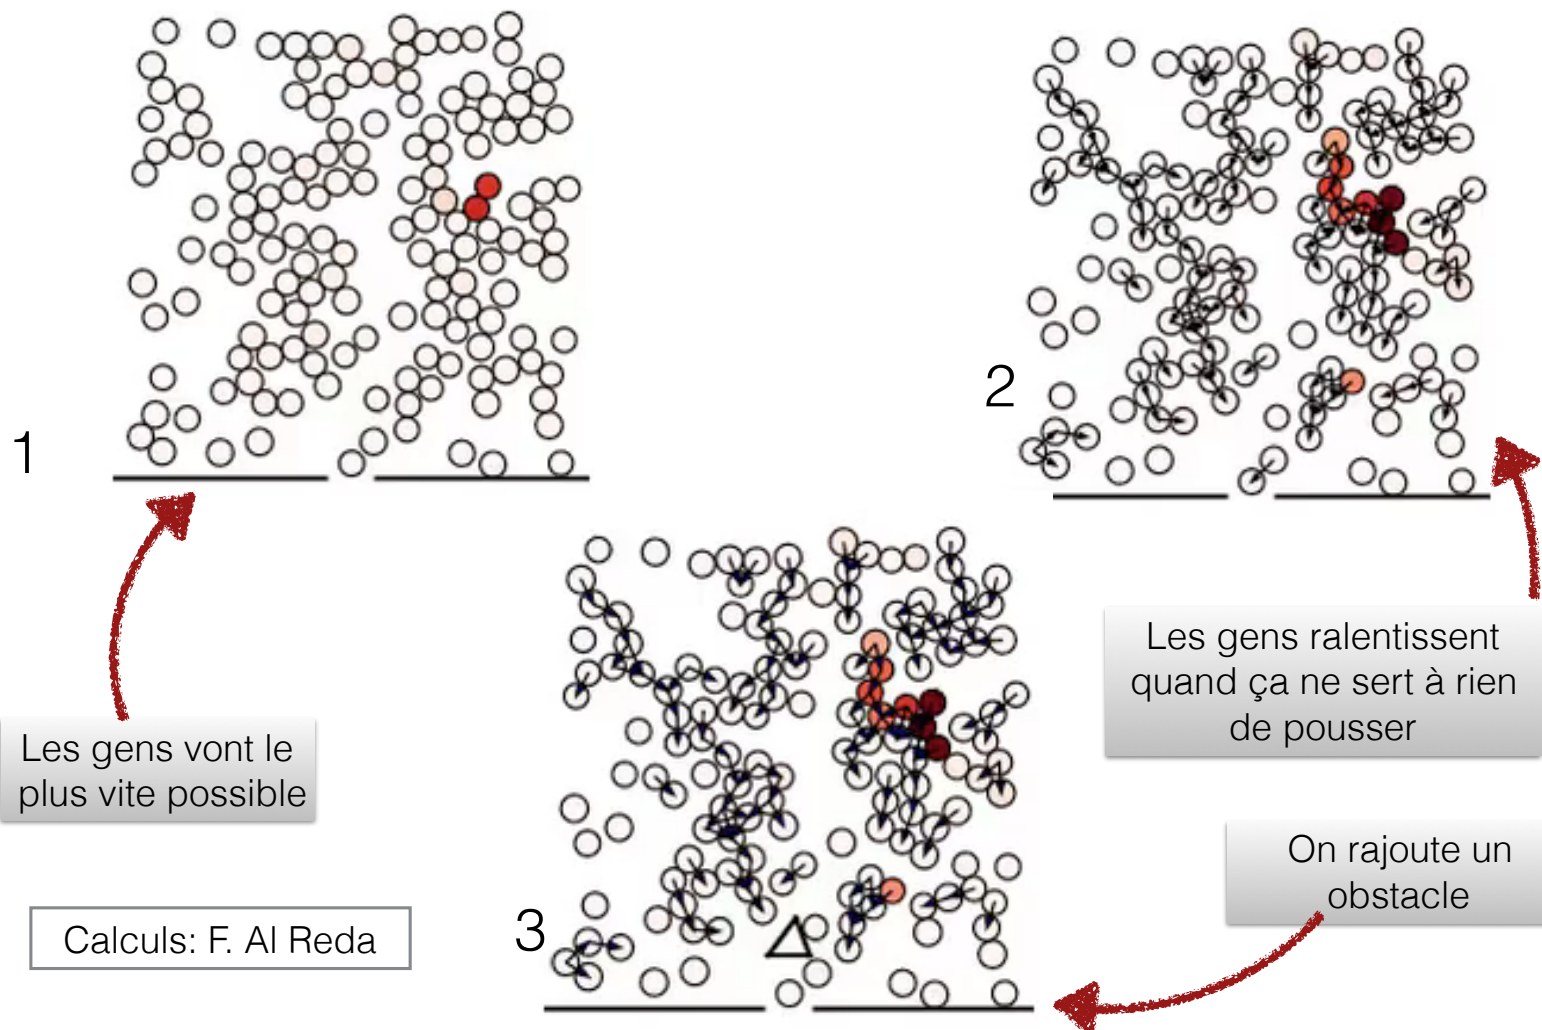 1
2
Les gens vont le
plus vite possible
Les gens ralentissent
quand ça ne sert à rien
de pousser
On rajoute un
obstacle
3
Calculs: F. Al Reda